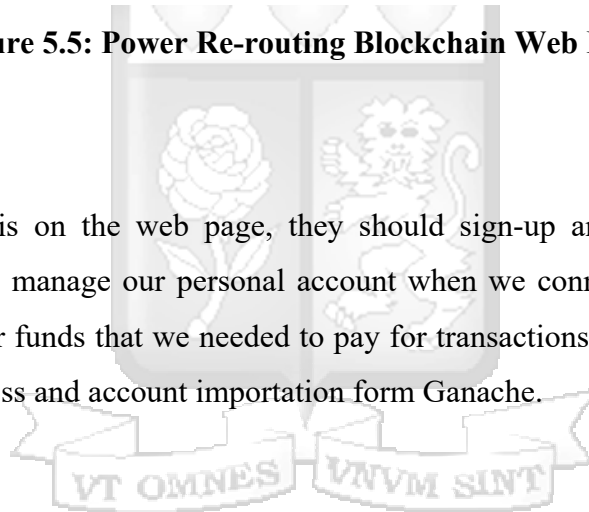 ure 5.5: Power Re-routing Blockchain Web
is on the web page, they should sign-up
manage our personal account when we
funds that we needed to pay for transactions
ss and account importation form Ganache.
VT OMNES VNVM SINT